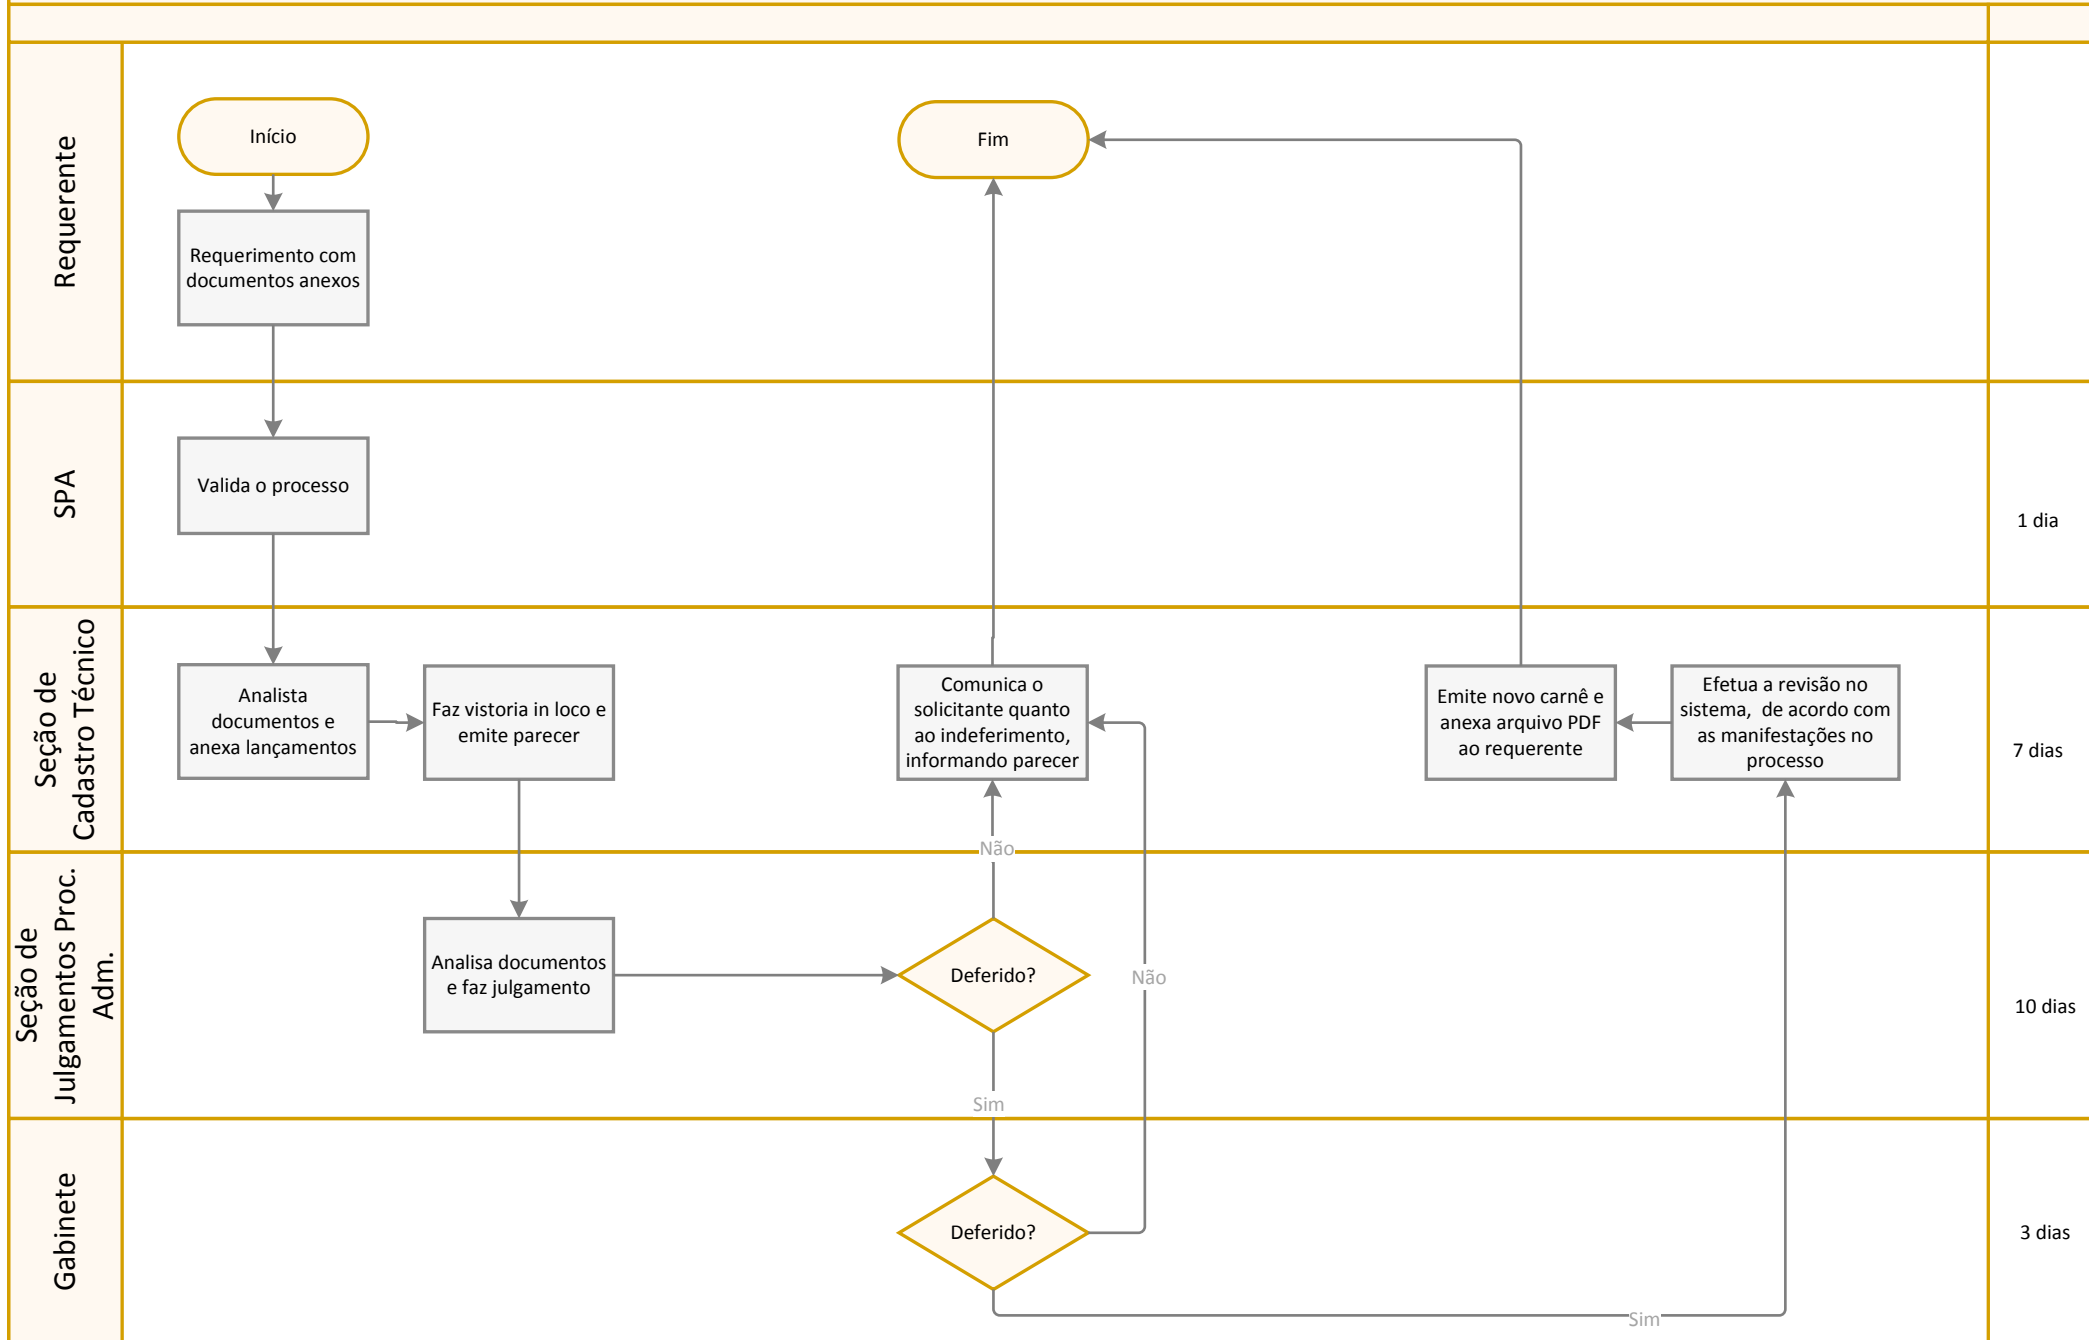 Requerente
Início
Fim
Requerimento com
documentos anexos
SPA
Valida o processo
1 dia
Seção de
Cadastro Técnico
Analista
documentos e
anexa lançamentos
Faz vistoria in loco e
emite parecer
Comunica o
solicitante quanto
ao indeferimento,
informando parecer
Emite novo carnê e
anexa arquivo PDF
ao requerente
Efetua a revisão no
sistema,  de acordo com
as manifestações no
processo
7 dias
Não
Seção de
Julgamentos Proc.
Adm.
Analisa documentos
e faz julgamento
Deferido?
Não
10 dias
Sim
Gabinete
Deferido?
3 dias
Sim